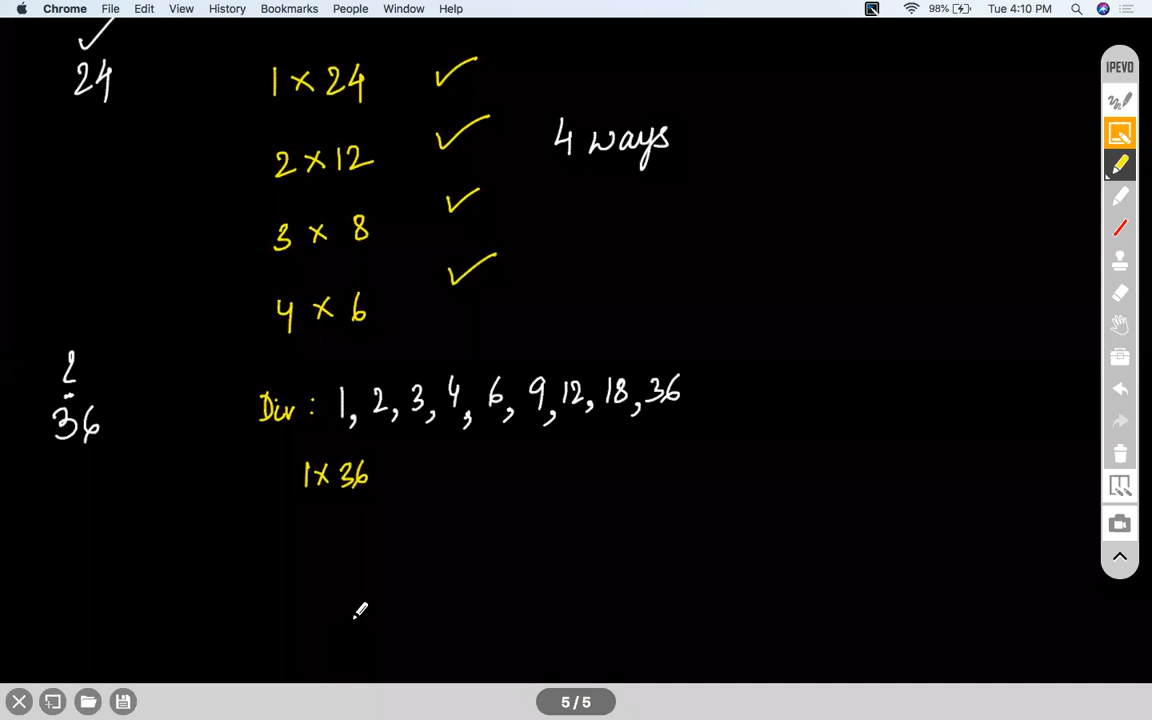 Chrome File Edit View History Bookmarks People Window Help 98% Tue 4:10 PM
IPEVO
24
1 × 24
2 × 12
4 ways
3 × 8
4 × 6
36
Div : 1, 2, 3, 4, 6, 9, 12, 18, 36
1 × 36
5 / 5